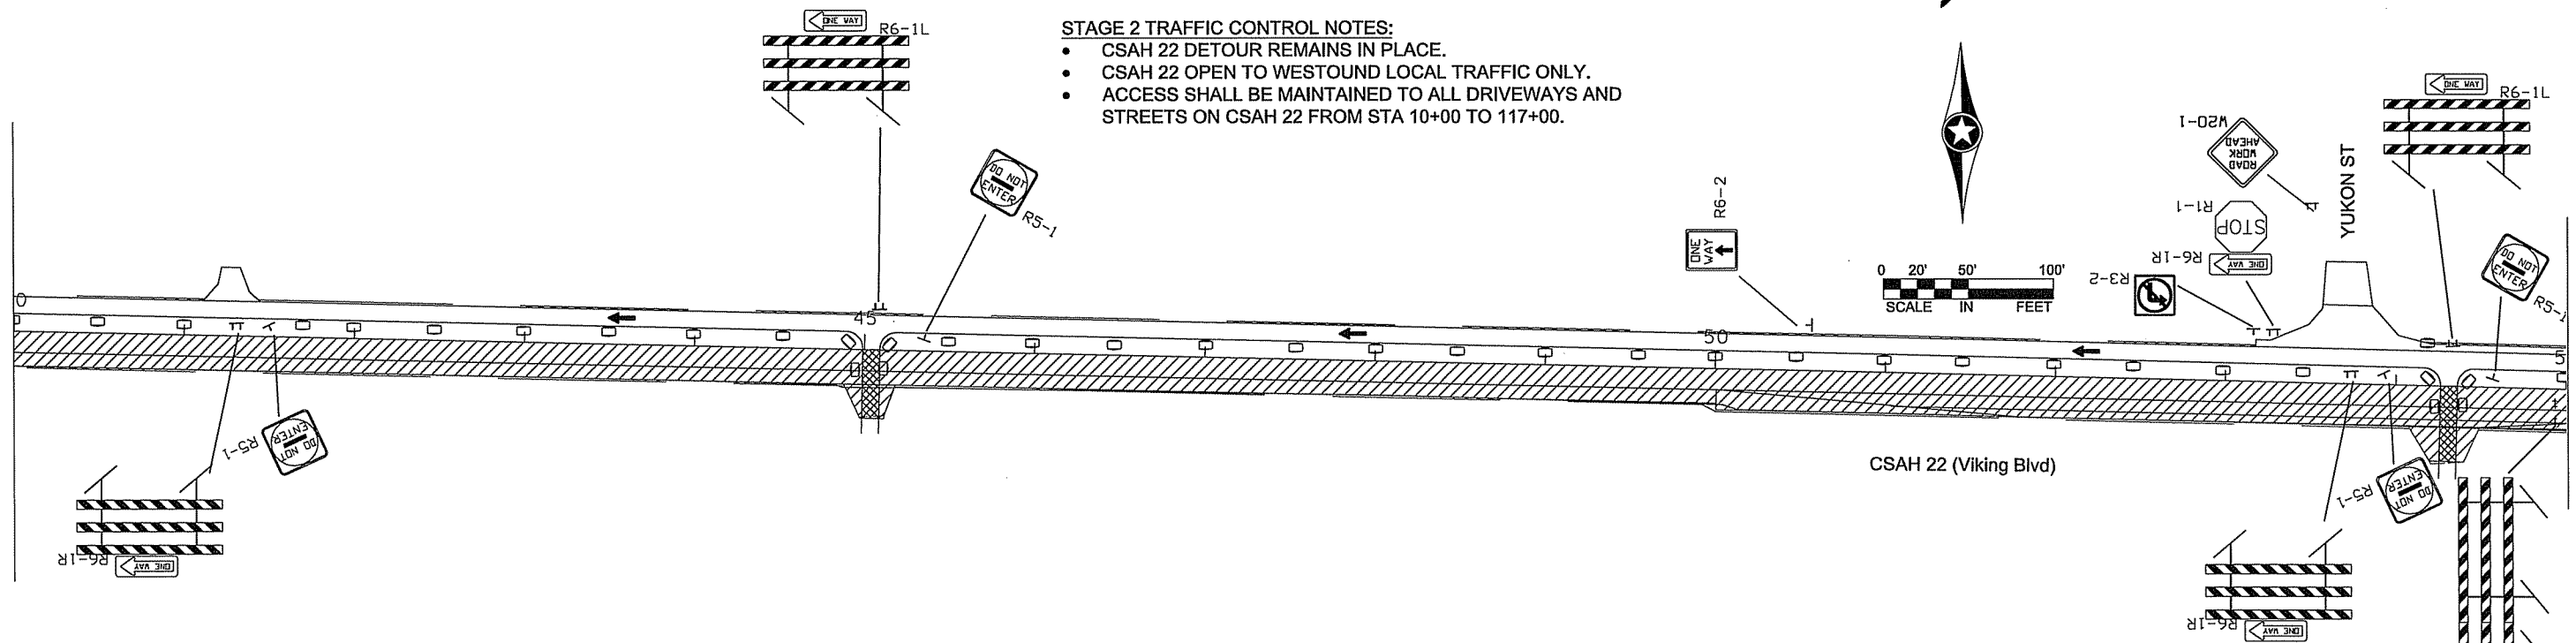 ONE WAY
R6-1L
STAGE 2 TRAFFIC CONTROL NOTES:
• CSAH 22 DETOUR REMAINS IN PLACE.
• CSAH 22 OPEN TO WESTOUND LOCAL TRAFFIC ONLY.
• ACCESS SHALL BE MAINTAINED TO ALL DRIVEWAYS AND
STREETS ON CSAH 22 FROM STA 10+00 TO 117+00.
DO NOT
ENTER
R5-1
R6-2
ONE
WAY
0 20' 50' 100'
SCALE IN FEET
W20-1
ROAD
WORK
AHEAD
R1-1
STOP
R6-1R
ONE WAY
R3-2
YUKON ST
ONE WAY
R6-1L
DO NOT
ENTER
R5-1
0
45
50
5
DO NOT
ENTER
R5-1
R6-1R
ONE WAY
CSAH 22 (Viking Blvd)
DO NOT
ENTER
R5-1
R6-1R
ONE WAY